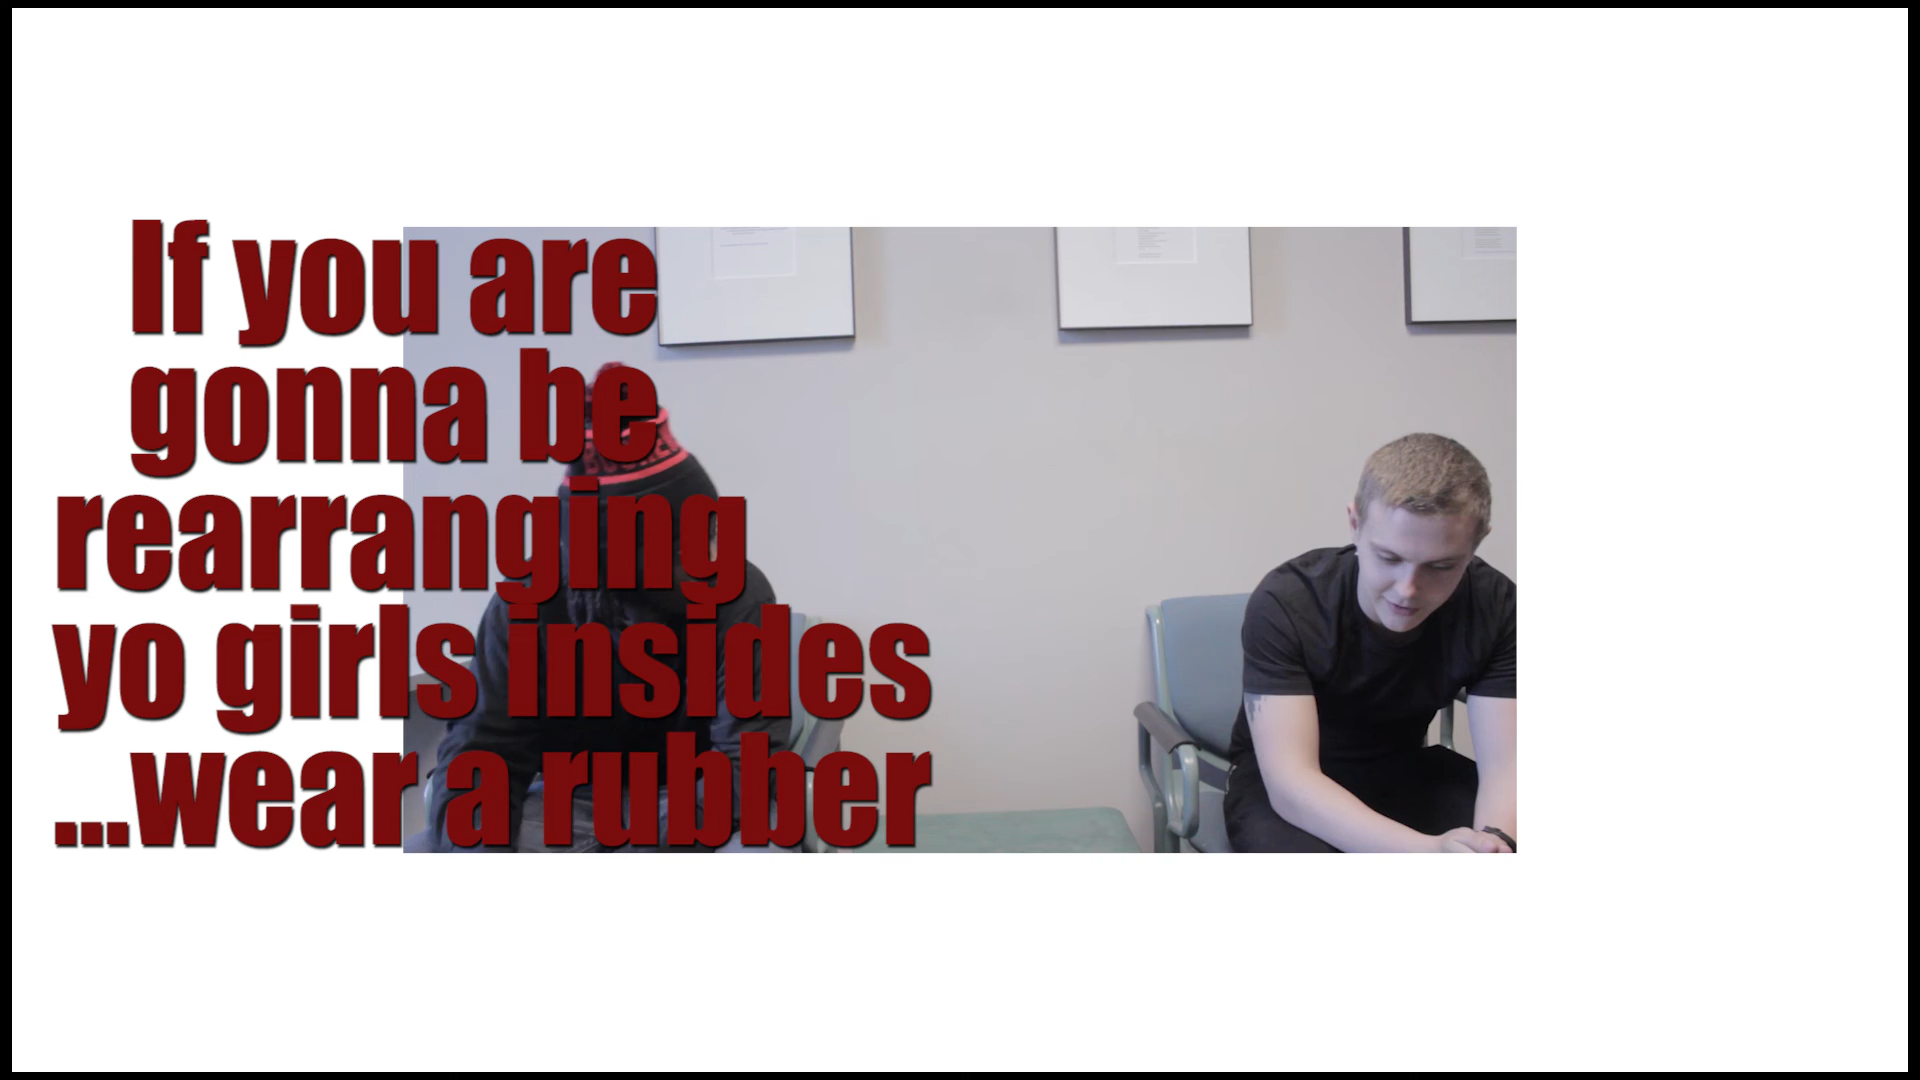 If you are
gonna be
rearranging
yo girls insides
...wear a rubber